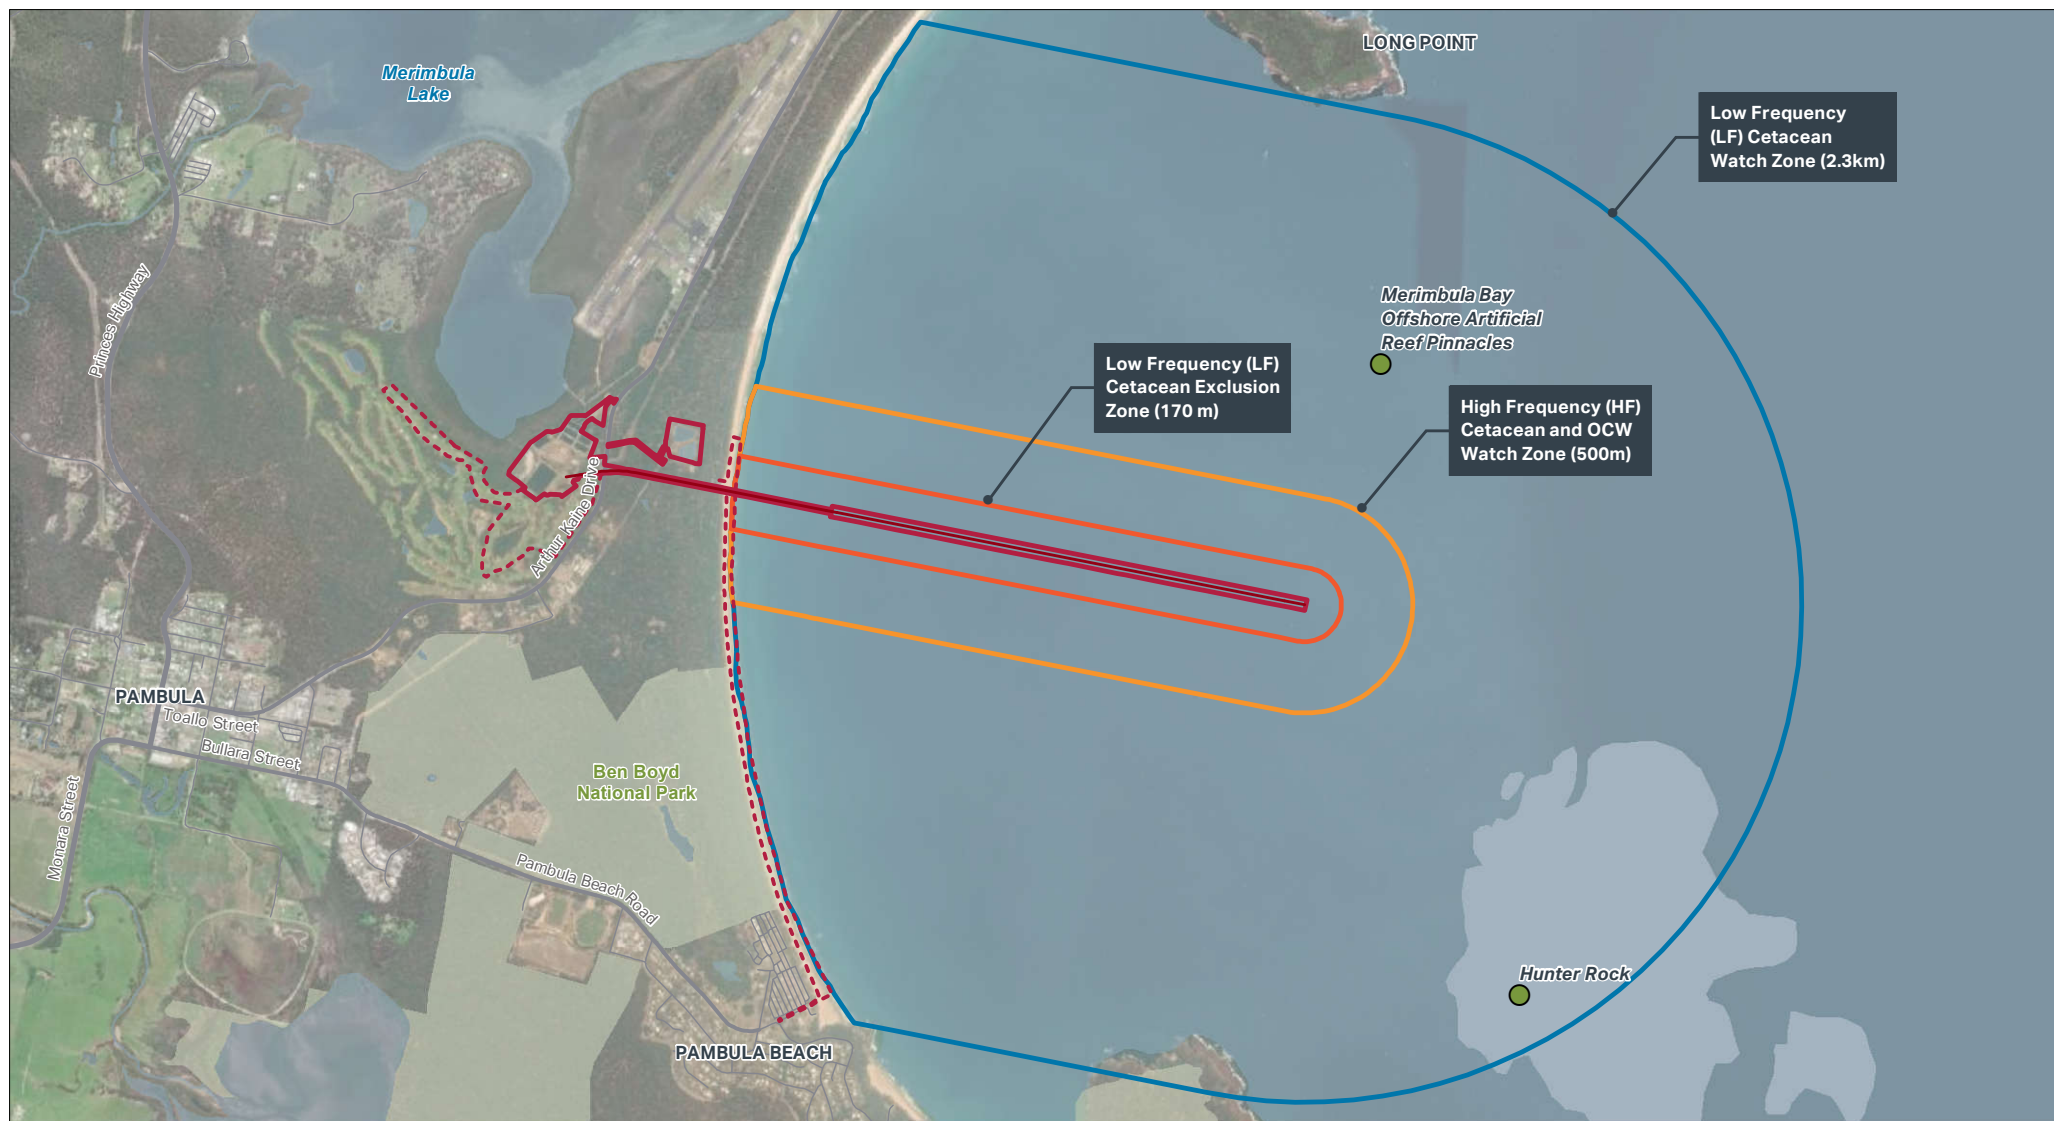 LONG POINT
Merimbula
Lake
Low Frequency
(LF) Cetacean
Watch Zone (2.3km)
Princes Highway
Merimbula Bay
Offshore Artificial
Reef Pinnacles
Low Frequency (LF)
Cetacean Exclusion
Zone (170 m)
High Frequency (HF)
Cetacean and OCW
Watch Zone (500m)
Arthur Kaine Drive
PAMBULA
Toallo Street
Bullara Street
Monara Street
Ben Boyd
National Park
Pambula Beach Road
Hunter Rock
PAMBULA BEACH